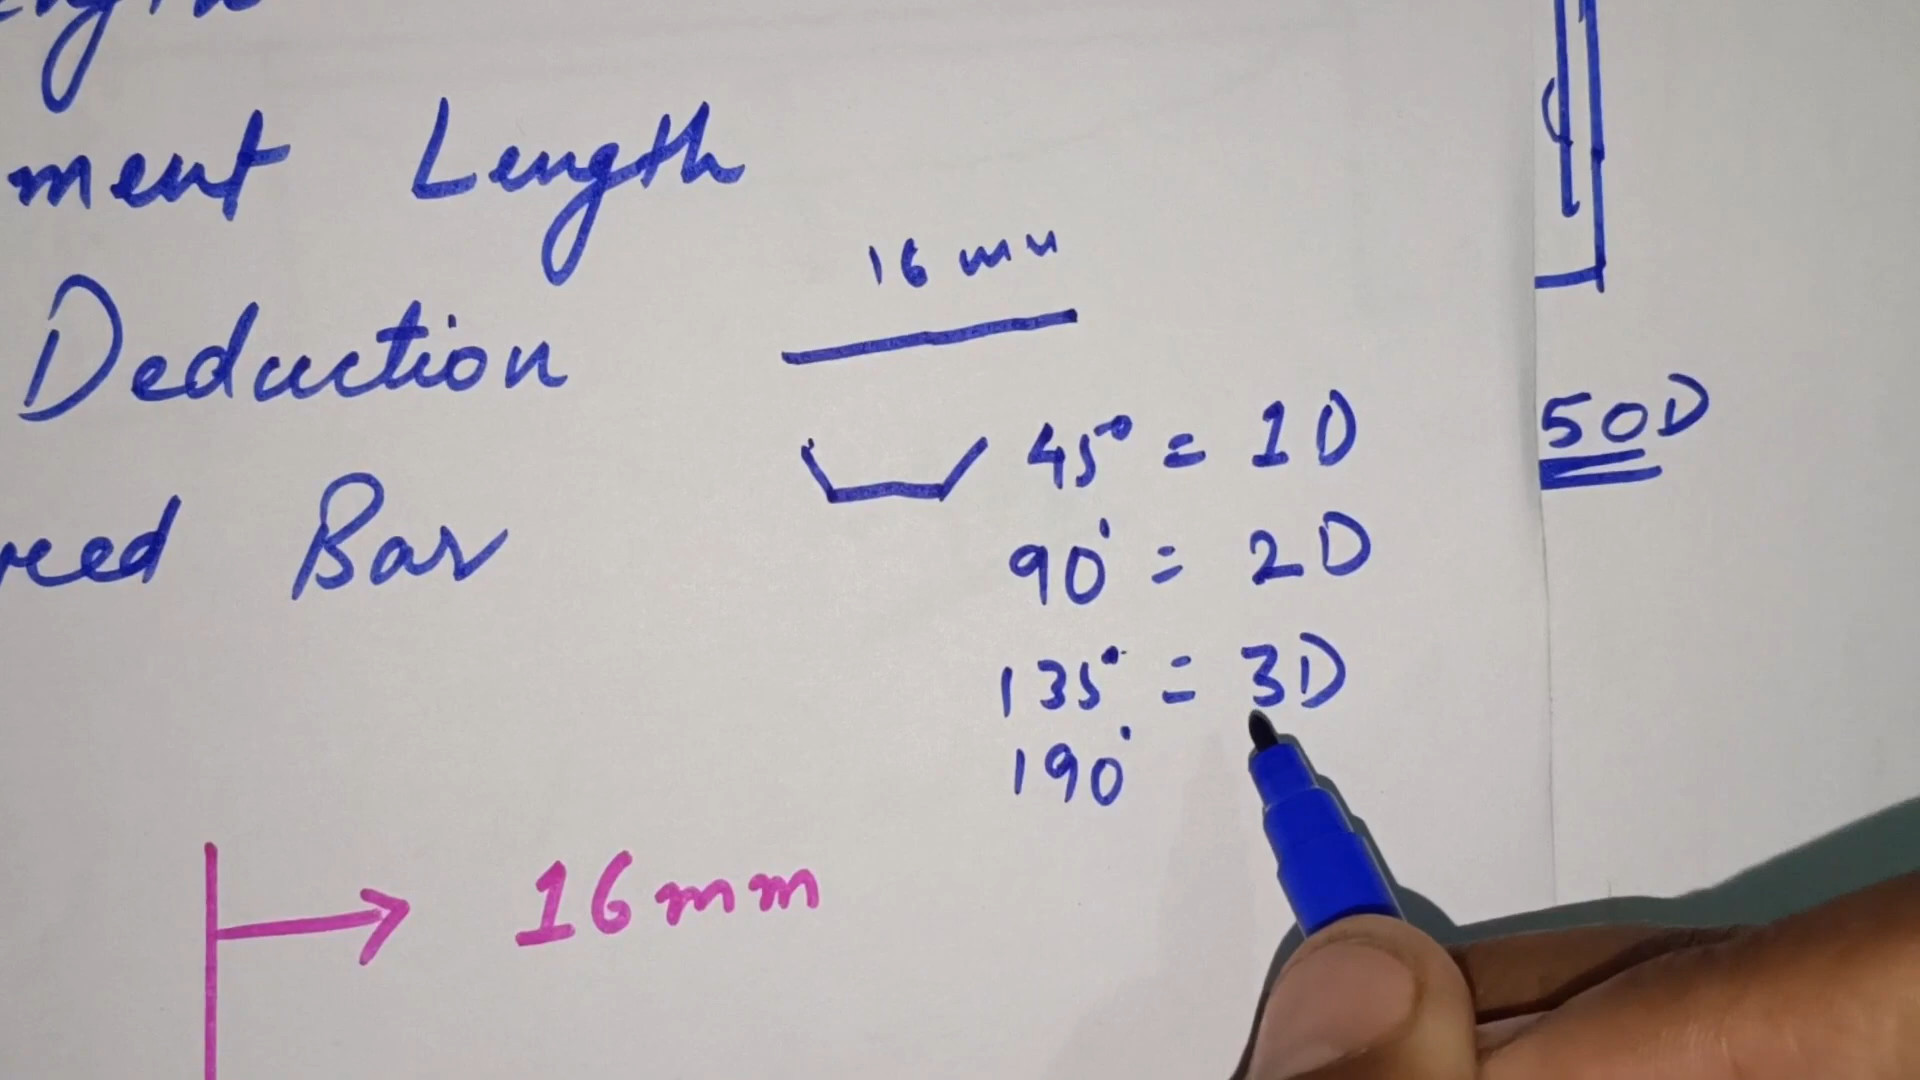 ment Length
16 mm
Deduction
45° = 1D
50D
90° = 2D
Bar
135° = 3D
190°
16mm